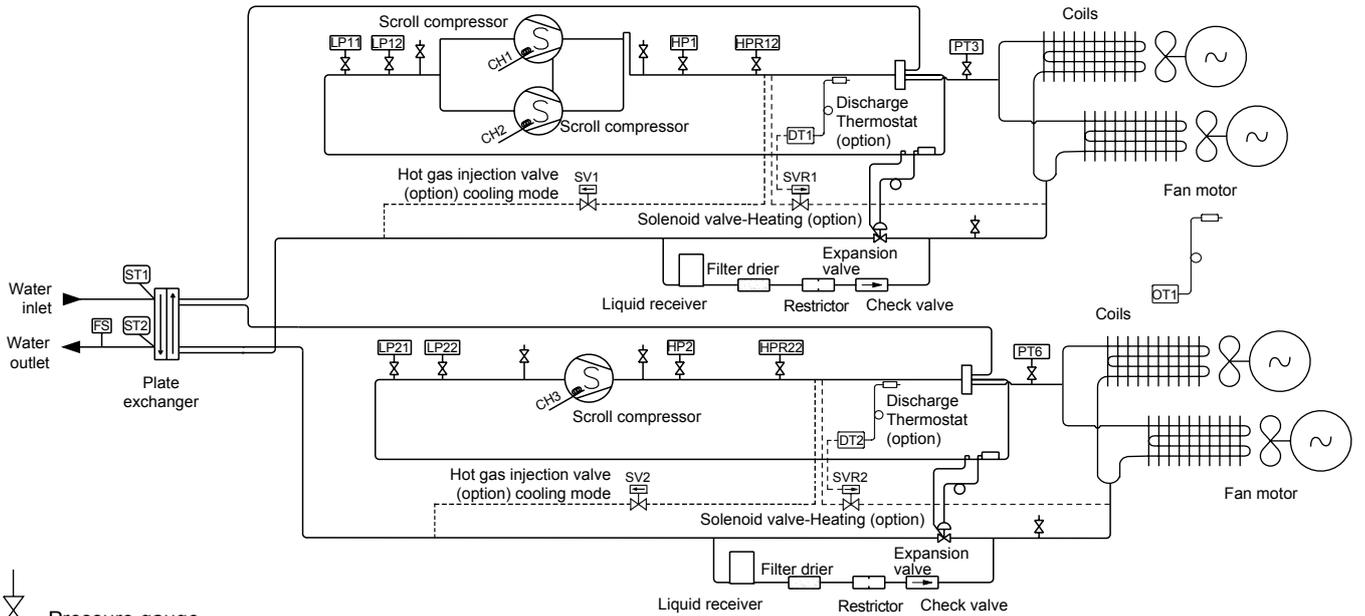 Scroll compressor
Coils
LP11
LP12
HP1
HPR12
PT3
CH1
CH2
Scroll compressor
DT1
Discharge
Thermostat
(option)
Hot gas injection valve
(option) cooling mode
SV1
SVR1
Solenoid valve-Heating (option)
Fan motor
Expansion
valve
Filter drier
Liquid receiver
Restrictor
Check valve
OT1
ST1
Water
inlet
FS
ST2
Water
outlet
Plate
exchanger
Coils
LP21
LP22
HP2
HPR22
PT6
CH3
Scroll compressor
DT2
Discharge
Thermostat
(option)
Hot gas injection valve
(option) cooling mode
SV2
SVR2
Solenoid valve-Heating (option)
Fan motor
Expansion
valve
Filter drier
Liquid receiver
Restrictor
Check valve
Pressure gauge